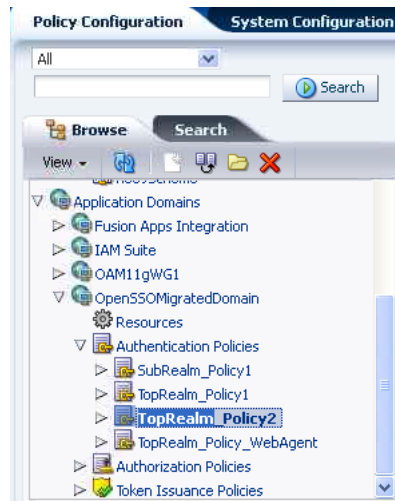 Policy Configuration System Configuration
All
Search
Browse Search
View
Application Domains
Fusion Apps Integration
IAM Suite
OAM11gWG1
OpenSSOMigratedDomain
Resources
Authentication Policies
SubRealm_Policy1
TopRealm_Policy1
TopRealm_Policy2
TopRealm_Policy_WebAgent
Authorization Policies
Token Issuance Policies